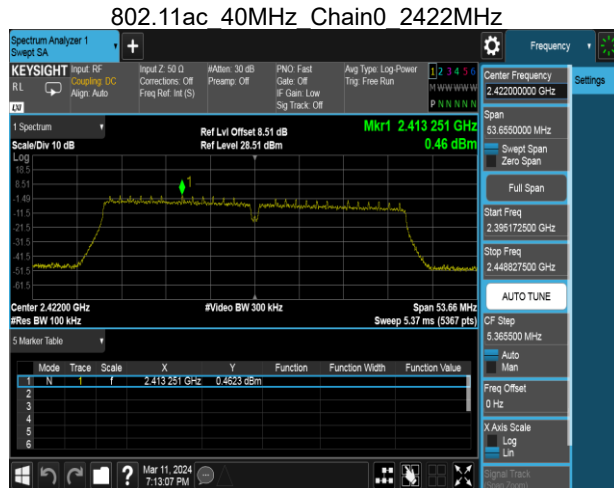 802.11ac_40MHz_Chain0_2422MHz
Spectrum Analyzer 1
Swept SA
Frequency
KEYSIGHT
Input: RF
Input Z: 50 Ω
#Atten: 30 dB
PNO: Fast
Avg Type: Log-Power
1 2 3 4 5 6
RL
Coupling: DC
Corrections: Off
Preamp: Off
Gate: Off
Trig: Free Run
M W W W W W
Align: Auto
Freq Ref: Int (S)
IF Gain: Low
P N N N N N
Sig Track: Off
LXI
Center Frequency
2.422000000 GHz
Settings
Span
53.6550000 MHz
Swept Span
Zero Span
Full Span
Start Freq
2.395172500 GHz
Stop Freq
2.448827500 GHz
AUTO TUNE
CF Step
5.365500 MHz
Auto
Man
Freq Offset
0 Hz
X Axis Scale
Log
Lin
Signal Track
(Span Zoom)
1 Spectrum
Ref Lvl Offset 8.51 dB
Mkr1 2.413 251 GHz
Scale/Div 10 dB
Ref Level 28.51 dBm
0.46 dBm
Log
18.5
8.51
-1.49
-11.5
-21.5
-31.5
-41.5
-51.5
-61.5
1
Center 2.42200 GHz
#Video BW 300 kHz
Span 53.66 MHz
#Res BW 100 kHz
Sweep 5.37 ms (5367 pts)
5 Marker Table
Mode Trace Scale X Y Function Function Width Function Value
1 N 1 f 2.413 251 GHz 0.4623 dBm
2
3
4
5
6
?
Mar 11, 2024
7:13:07 PM